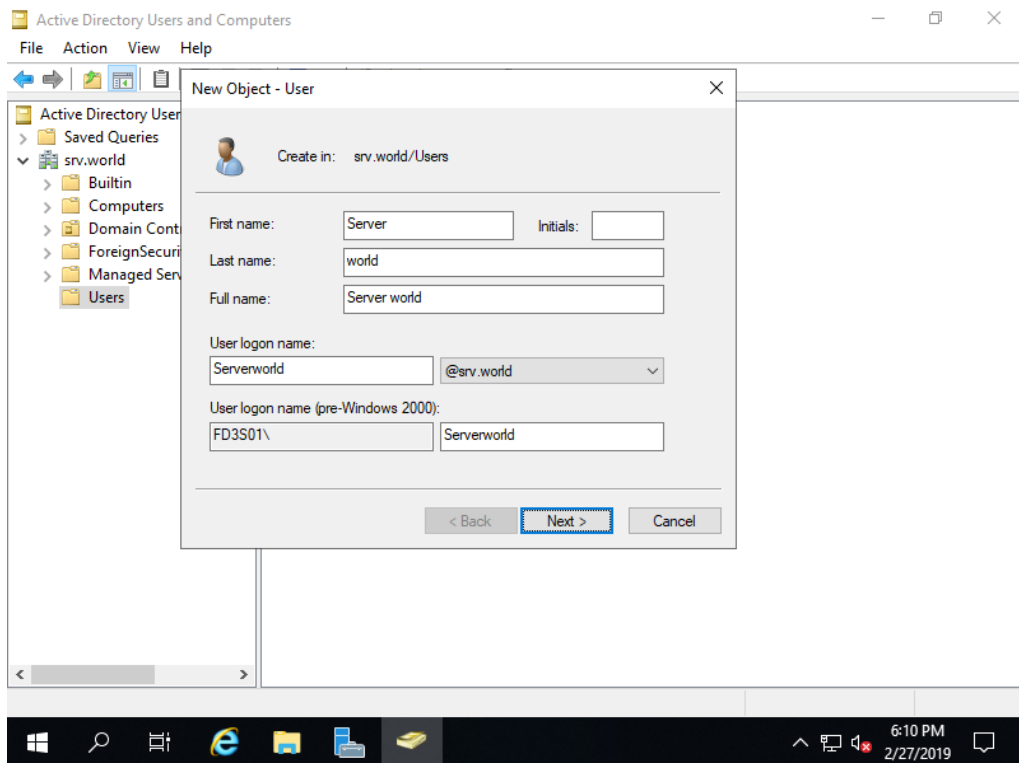 Active Directory Users and Computers
File Action View Help
New Object - User
Active Directory User
Saved Queries
srv.world
Builtin
Computers
Domain Cont
ForeignSecuri
Managed Serv
Users
Create in: srv.world/Users
First name: Server Initials:
Last name: world
Full name: Server world
User logon name:
Serverworld @srv.world
User logon name (pre-Windows 2000):
FD3S01\ Serverworld
< Back Next > Cancel
6:10 PM
2/27/2019